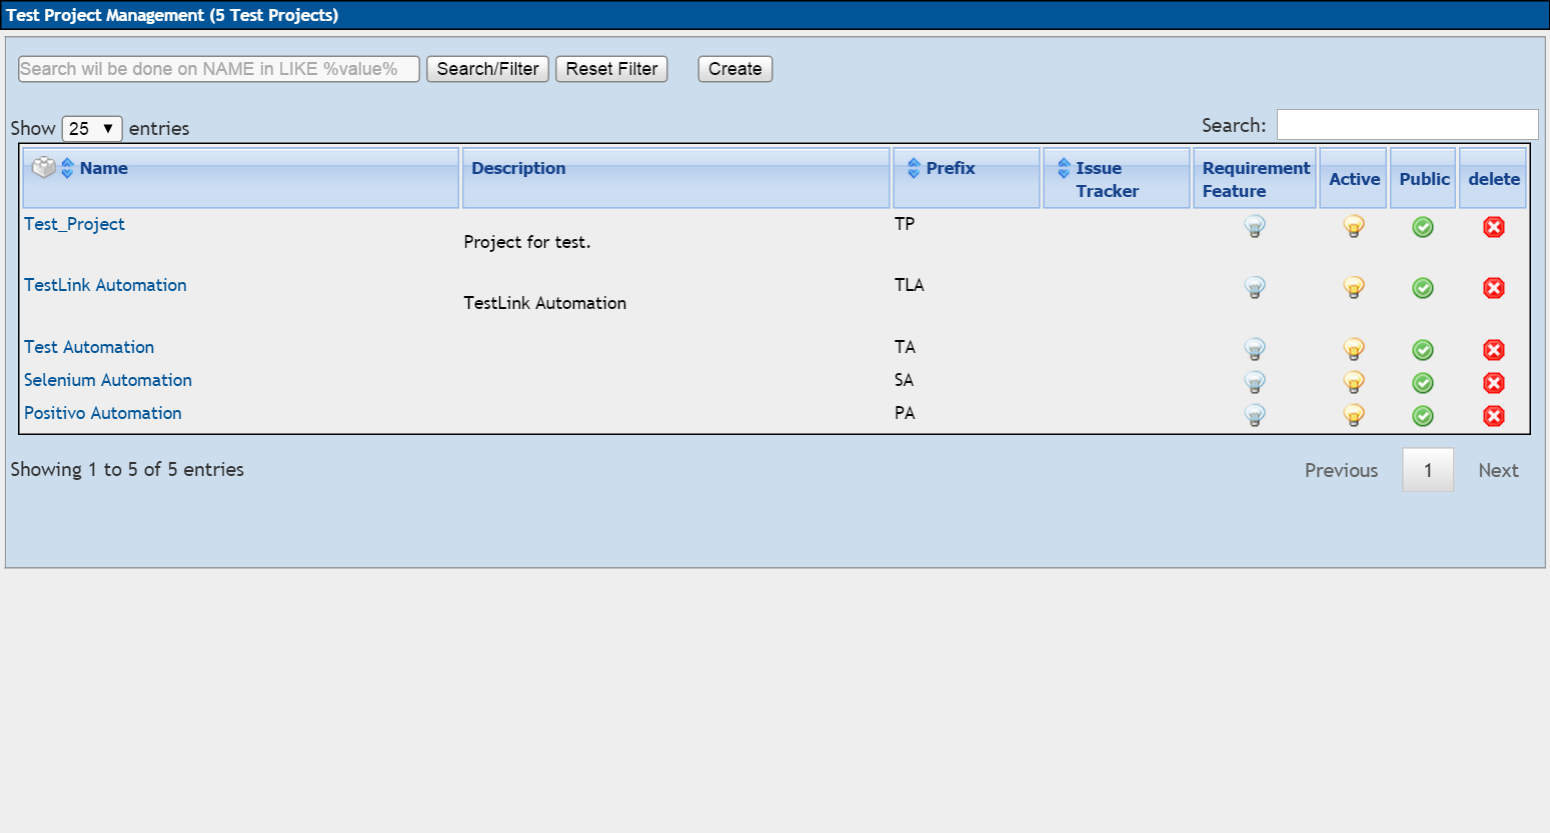 Test Project Management (5 Test Projects)
Search wil be done on NAME in LIKE %value% Search/Filter Reset Filter Create
Show 25 entries Search:
Name Description Prefix Issue Tracker Requirement Feature Active Public delete
Test_Project TP
Project for test.
TestLink Automation TLA
TestLink Automation
Test Automation TA
Selenium Automation SA
Positivo Automation PA
Showing 1 to 5 of 5 entries Previous 1 Next